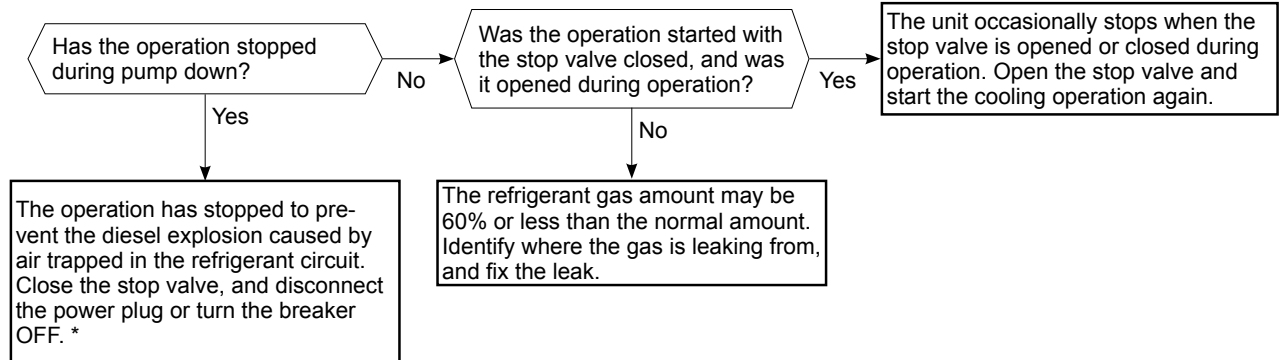 Has the operation stopped
during pump down?
No
Was the operation started with
the stop valve closed, and was
it opened during operation?
Yes
The unit occasionally stops when the
stop valve is opened or closed during
operation. Open the stop valve and
start the cooling operation again.
Yes
No
The operation has stopped to pre-
vent the diesel explosion caused by
air trapped in the refrigerant circuit.
Close the stop valve, and disconnect
the power plug or turn the breaker
OFF. *
The refrigerant gas amount may be
60% or less than the normal amount.
Identify where the gas is leaking from,
and fix the leak.